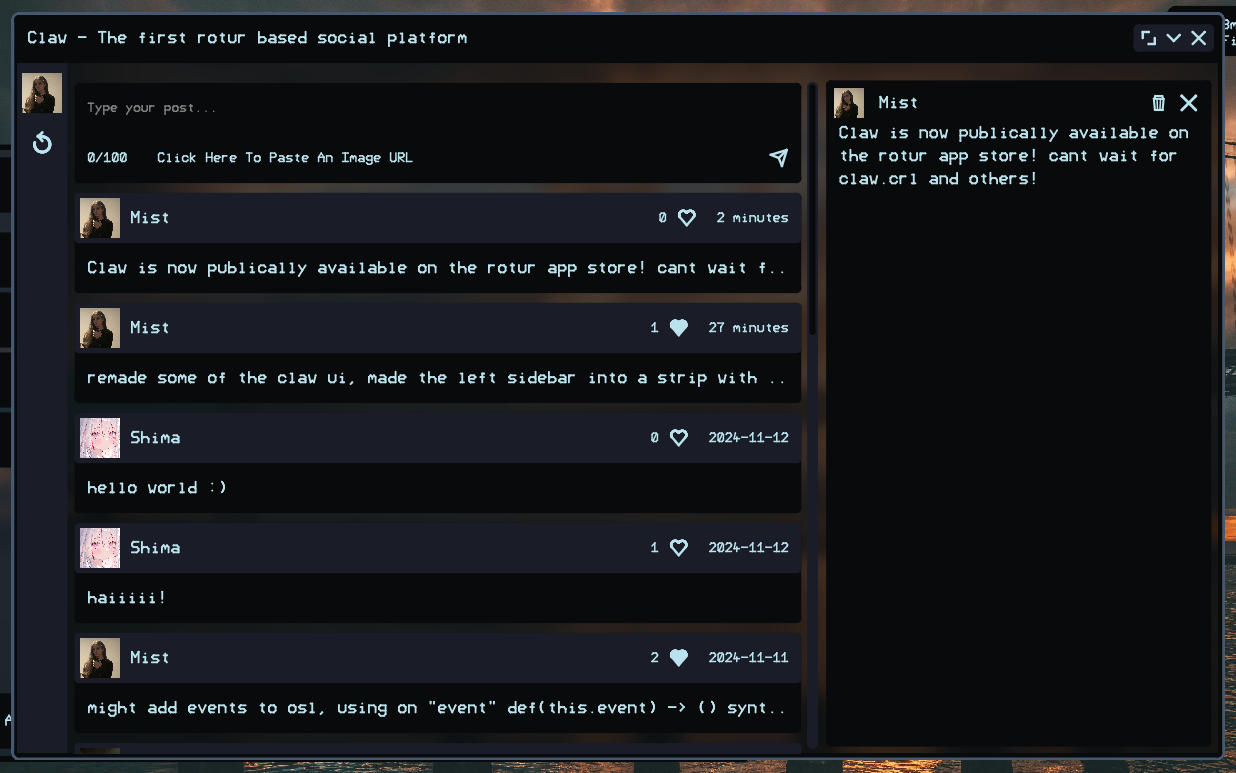 Claw - The first rotur based social platform
Type your post...
0/100 Click Here To Paste An Image URL
Mist 0 2 minutes
Claw is now publically available on the rotur app store! cant wait f..
Mist 1 27 minutes
remade some of the claw ui, made the left sidebar into a strip with ..
Shima 0 2024-11-12
hello world :)
Shima 1 2024-11-12
haiiiii!
Mist 2 2024-11-11
might add events to osl, using on "event" def(this.event) -> () synt..
Mist
Claw is now publically available on
the rotur app store! cant wait for
claw.crl and others!